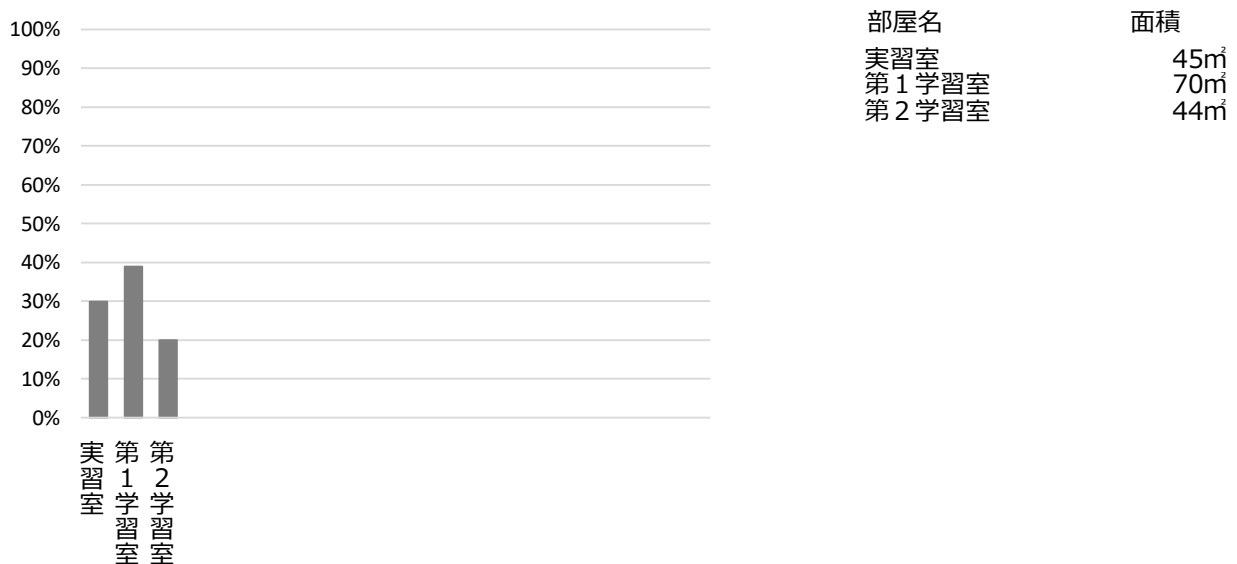 100%
90%
80%
70%
60%
50%
40%
30%
20%
10%
0%
実習室
第１学習室
第２学習室
部屋名 面積
実習室 45㎡
第１学習室 70㎡
第２学習室 44㎡